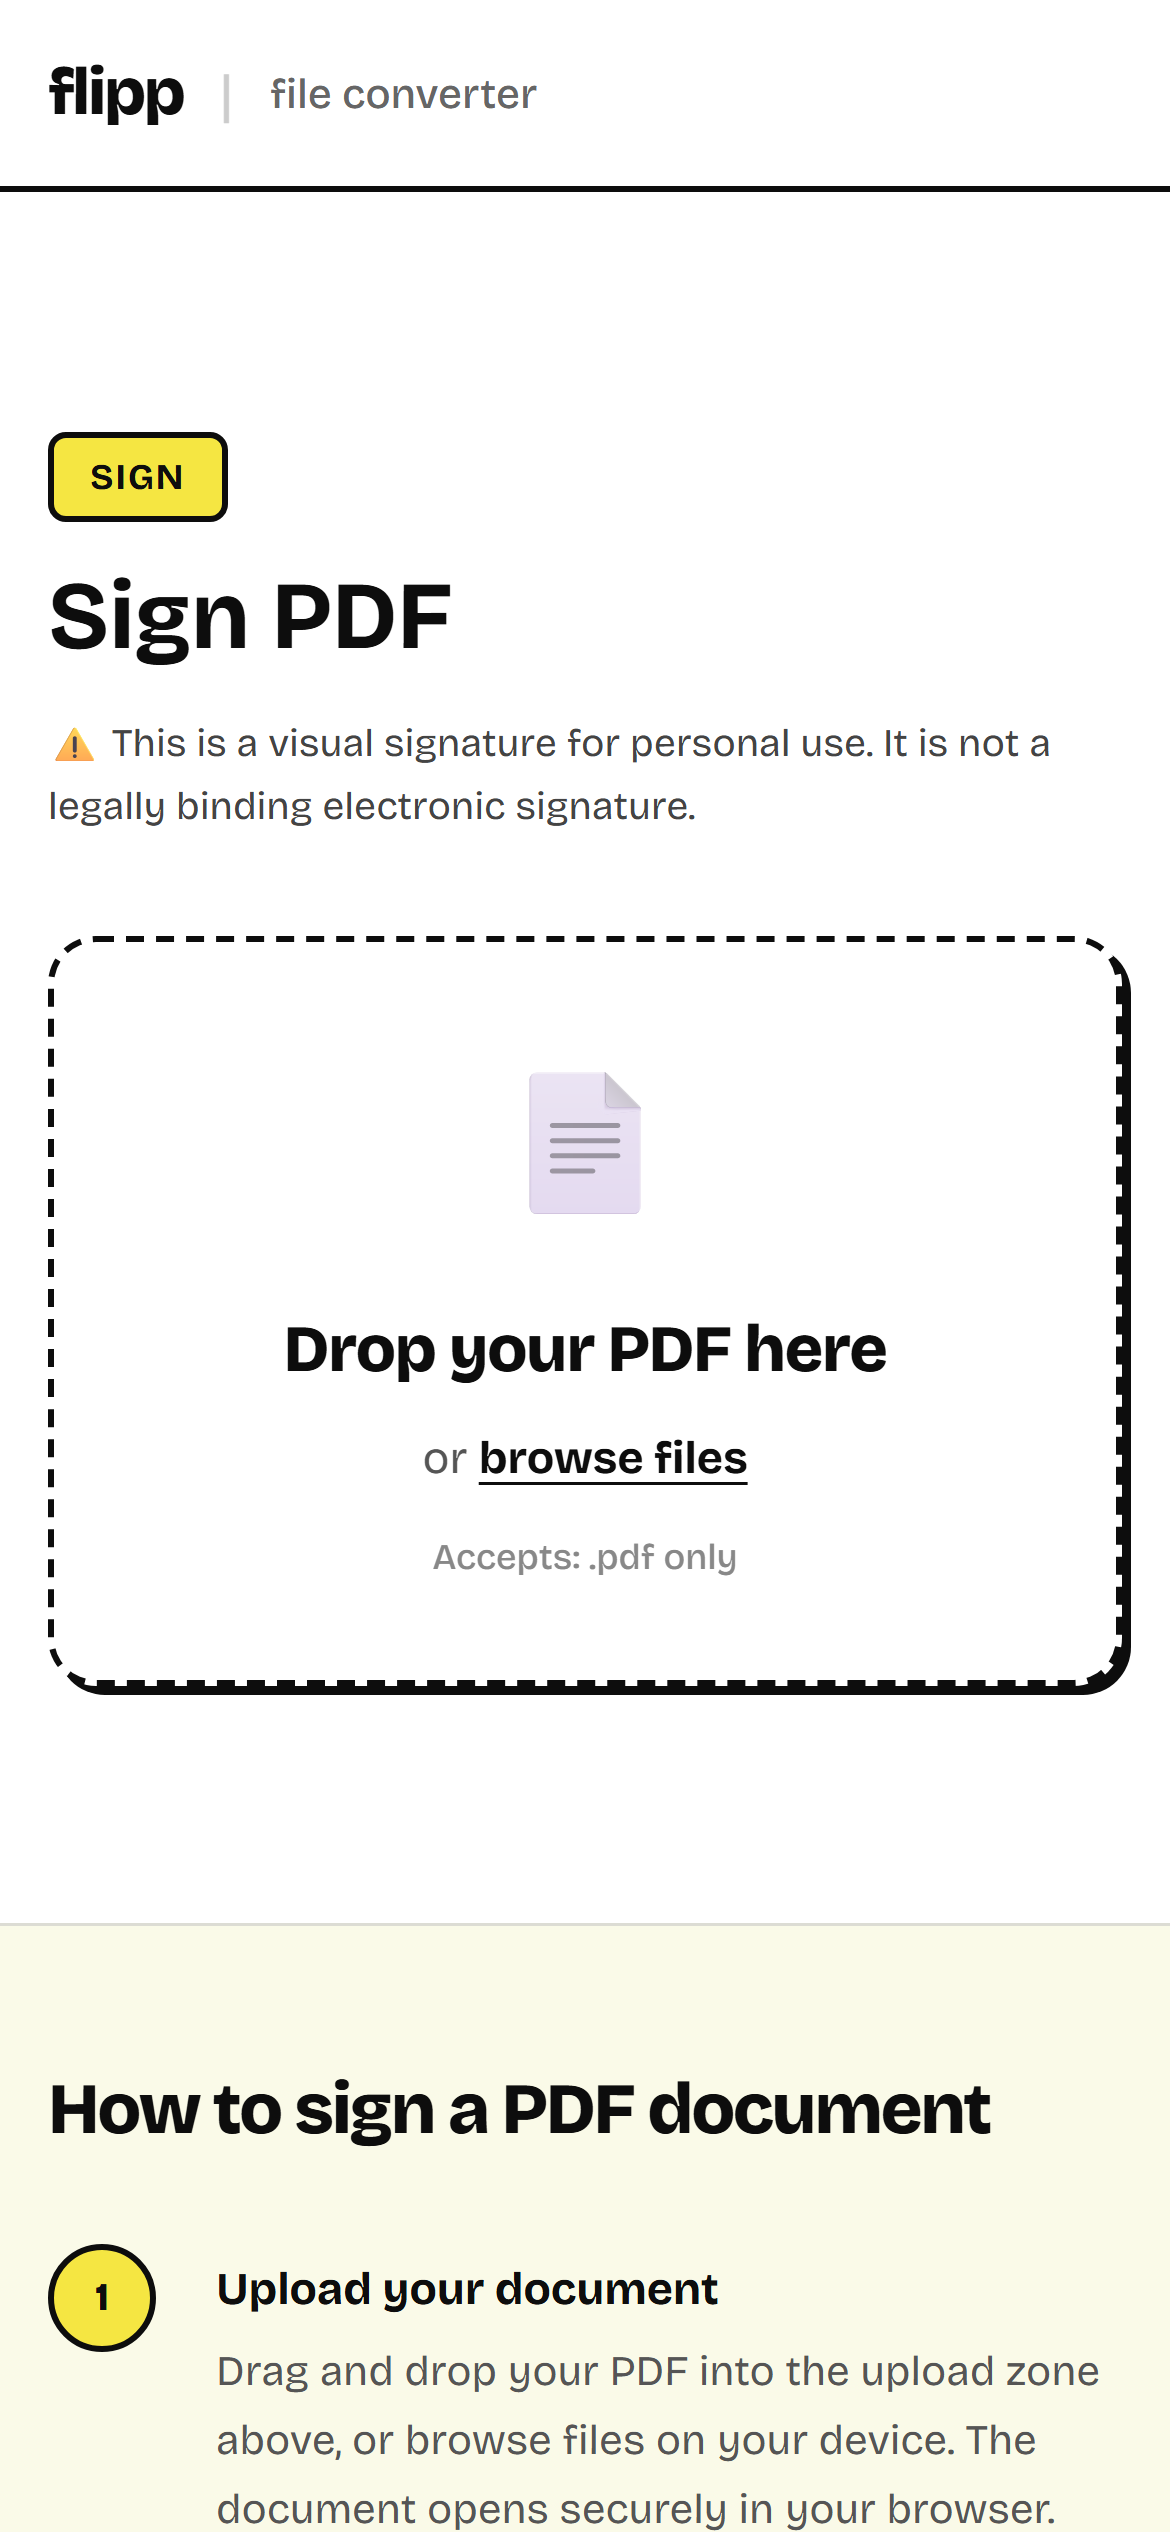 flipp | file converter
SIGN
Sign PDF
⚠️ This is a visual signature for personal use. It is not a
legally binding electronic signature.
Drop your PDF here
or browse files
Accepts: .pdf only
How to sign a PDF document
1
Upload your document
Drag and drop your PDF into the upload zone
above, or browse files on your device. The
document opens securely in your browser.